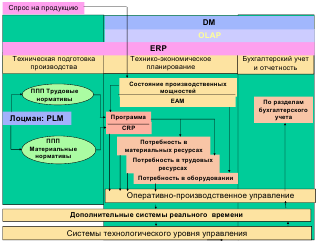 Спрос на продукцию
DM
OLAP
ERP
Техническая подготовка
производства
Технико-экономическое
планирование
Бухгалтерский учет
и отчетность
ППП Трудовые
нормативы
Лоцман: PLM
ППП
Материальные
нормативы
Состояние производственных
мощностей
EAM
Программа
CRP
Потребность в
материальных ресурсах
Потребность в трудовых
ресурсах
Потребность в оборудовании
По разделам
бухгалтерского
учета
Оперативно-производственное управление
Дополнительные системы реального времени
Системы технологического уровня управления